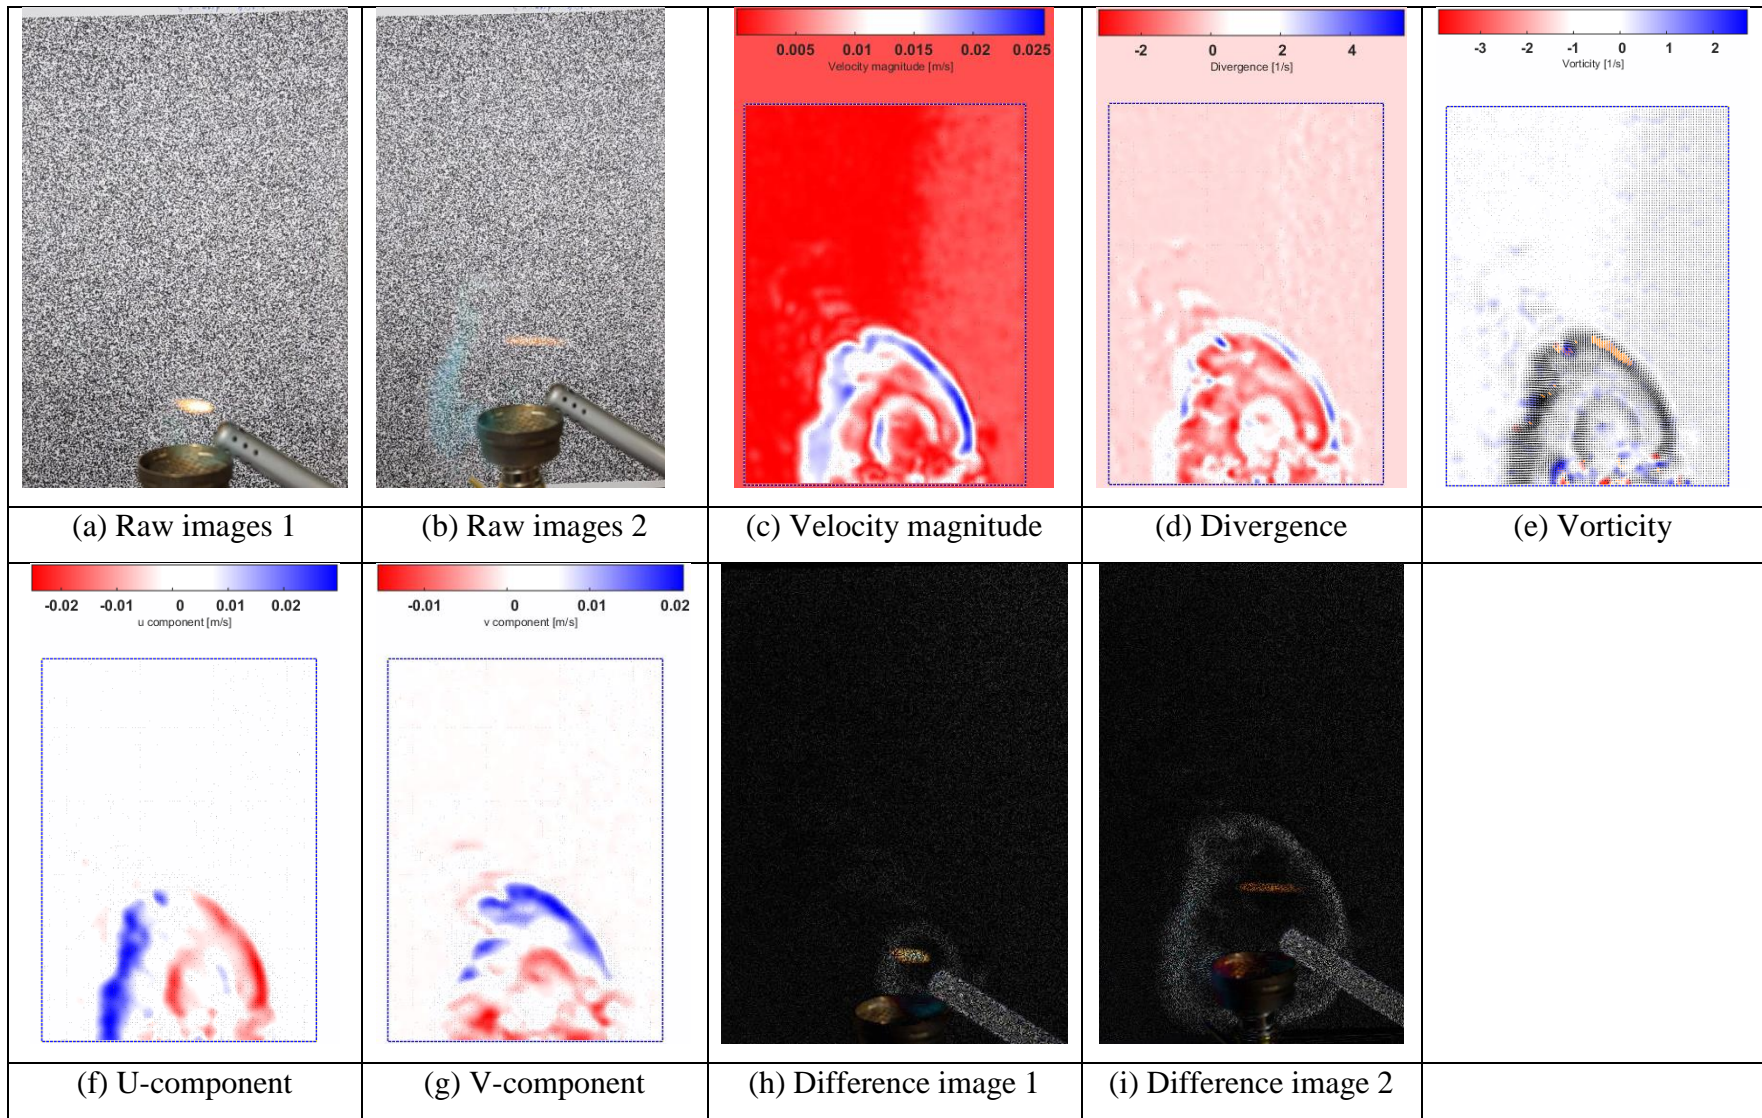 0.005 0.010 0.015 0.020 0.025
Velocity magnitude [m/s]
-2 0 2 4
Divergence [1/s]
-3 -2 -1 0 1 2
Vorticity [1/s]
(a) Raw images 1
(b) Raw images 2
(c) Velocity magnitude
(d) Divergence
(e) Vorticity
-0.02 -0.01 0 0.01 0.02
u component [m/s]
-0.01 0 0.01 0.02
v component [m/s]
(f) U-component
(g) V-component
(h) Difference image 1
(i) Difference image 2